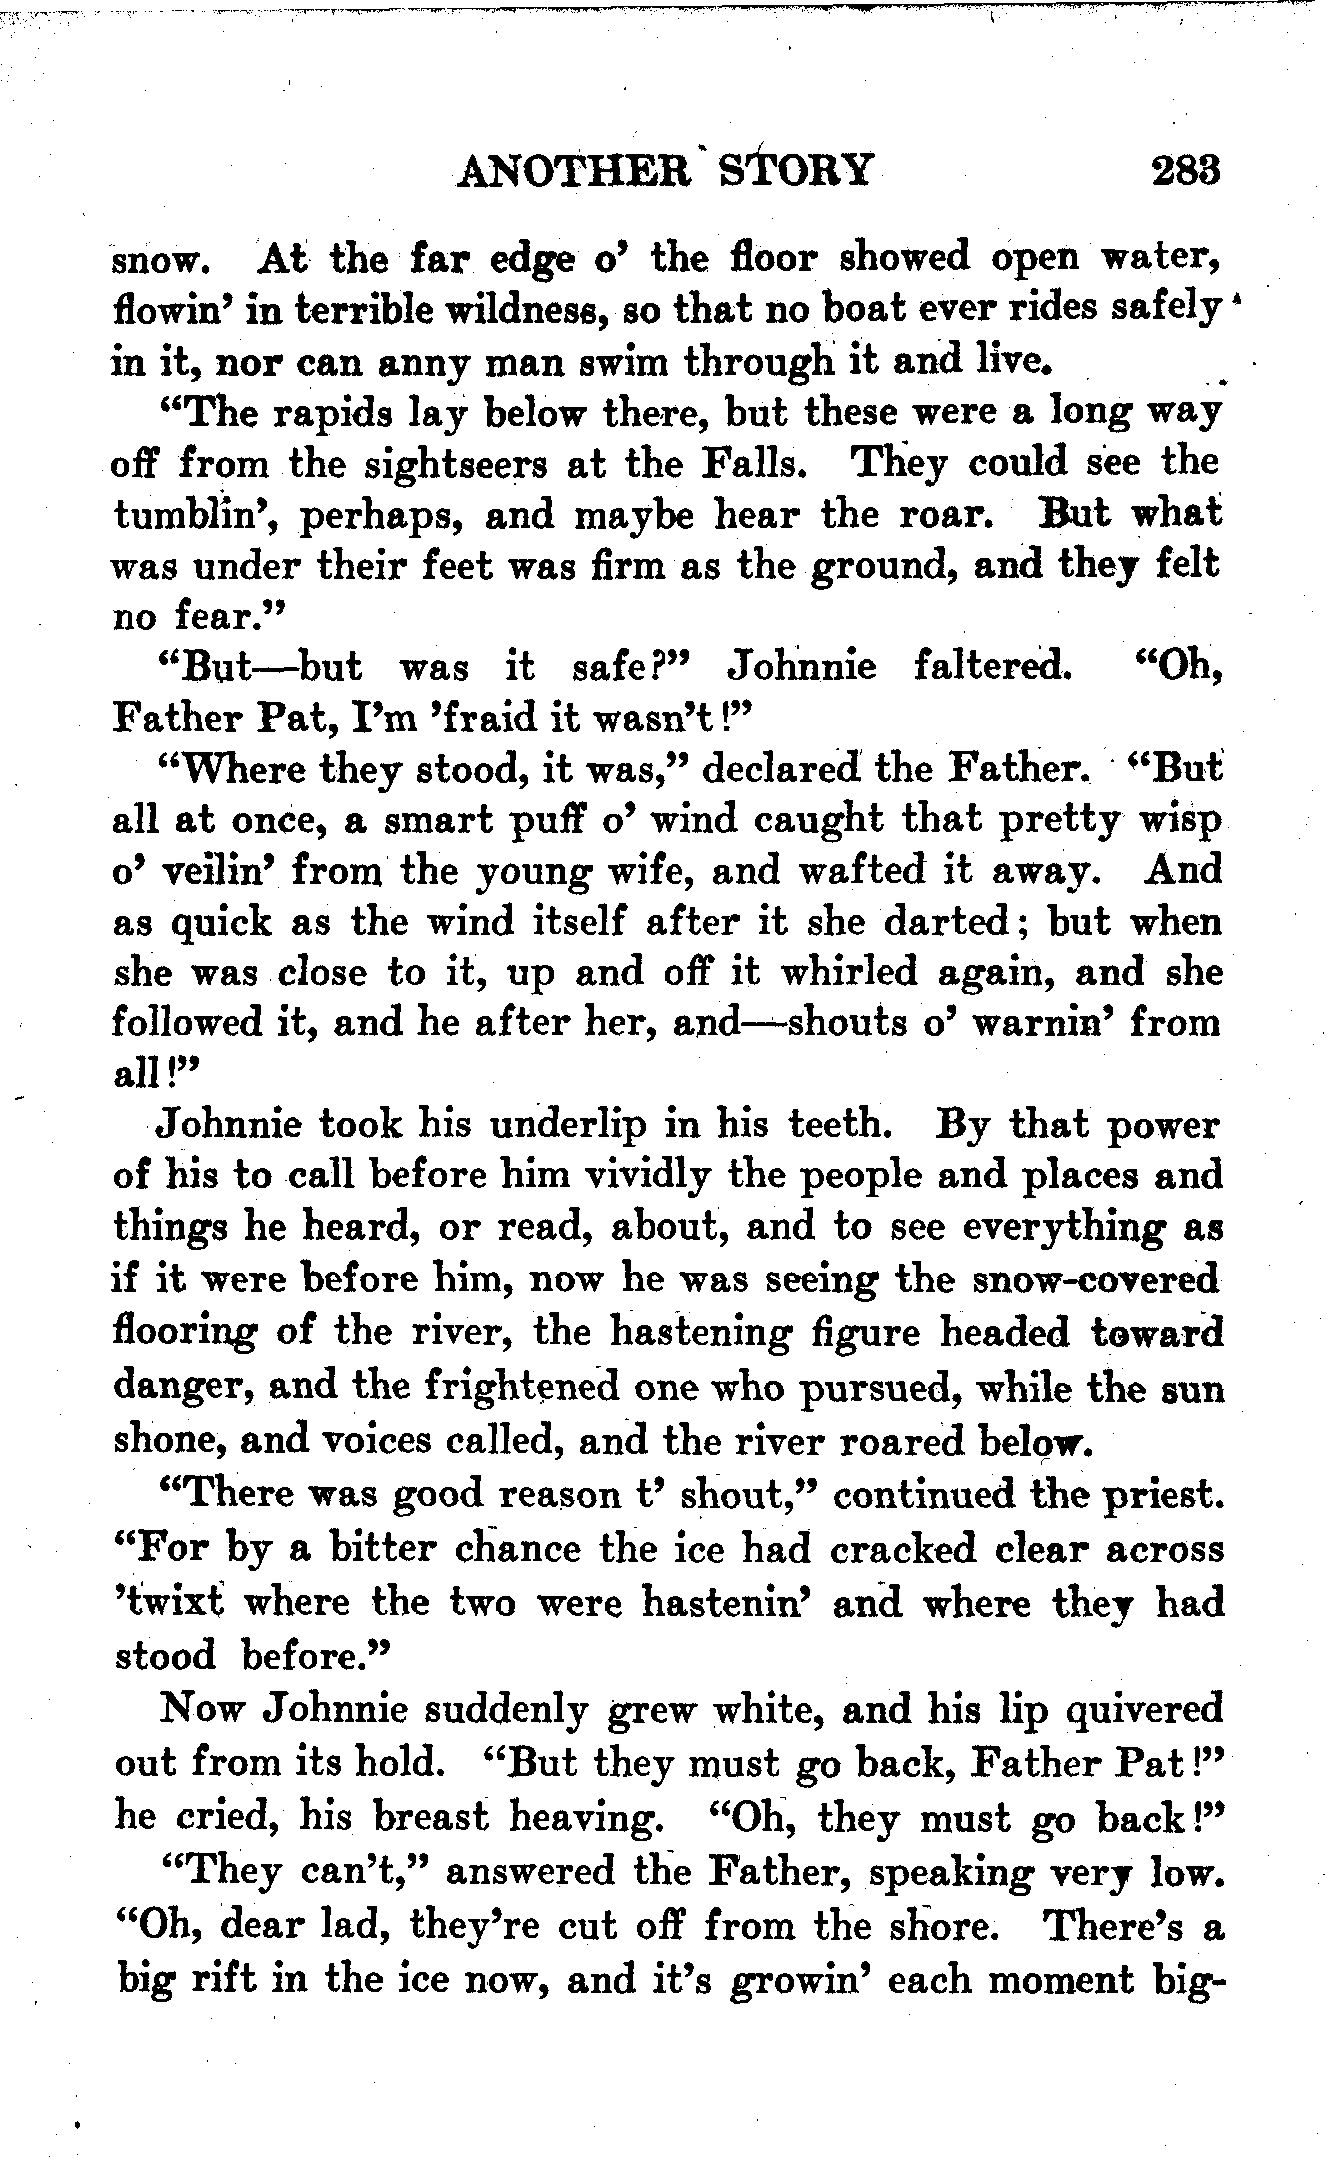 ANOTHER STORY 283
snow. At the far edge o' the floor showed open water,
flowin' in terrible wildness, so that no boat ever rides safely
in it, nor can anny man swim through it and live.
"The rapids lay below there, but these were a long way
off from the sightseers at the Falls. They could see the
tumblin', perhaps, and maybe hear the roar. But what
was under their feet was firm as the ground, and they felt
no fear."
"But—but was it safe?" Johnnie faltered. "Oh,
Father Pat, I'm 'fraid it wasn't!"
"Where they stood, it was," declared the Father. "But
all at once, a smart puff o' wind caught that pretty wisp
o' veilin' from the young wife, and wafted it away. And
as quick as the wind itself after it she darted; but when
she was close to it, up and off it whirled again, and she
followed it, and he after her, and—shouts o' warnin' from
all!"
Johnnie took his underlip in his teeth. By that power
of his to call before him vividly the people and places and
things he heard, or read, about, and to see everything as
if it were before him, now he was seeing the snow-covered
flooring of the river, the hastening figure headed toward
danger, and the frightened one who pursued, while the sun
shone, and voices called, and the river roared below.
"There was good reason t' shout," continued the priest.
"For by a bitter chance the ice had cracked clear across
'twixt where the two were hastenin' and where they had
stood before."
Now Johnnie suddenly grew white, and his lip quivered
out from its hold. "But they must go back, Father Pat!"
he cried, his breast heaving. "Oh, they must go back!"
"They can't," answered the Father, speaking very low.
"Oh, dear lad, they're cut off from the shore. There's a
big rift in the ice now, and it's growin' each moment big-